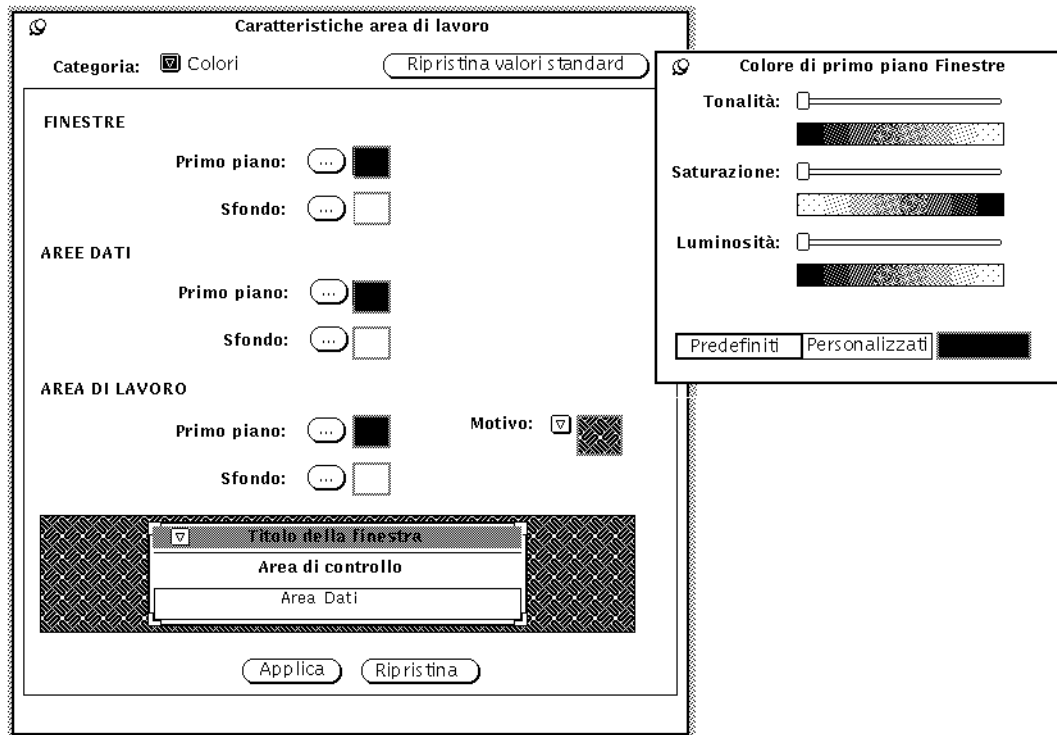 Caratteristiche area di lavoro
Categoria: Colori
Ripristina valori standard
FINESTRE
Primo piano: ...
Sfondo: ...
AREE DATI
Primo piano: ...
Sfondo: ...
AREA DI LAVORO
Primo piano: ...
Motivo:
Sfondo: ...
Titolo della finestra
Area di controllo
Area Dati
Applica
Ripristina
Colore di primo piano Finestre
Tonalità:
Saturazione:
Luminosità:
Predefiniti
Personalizzati